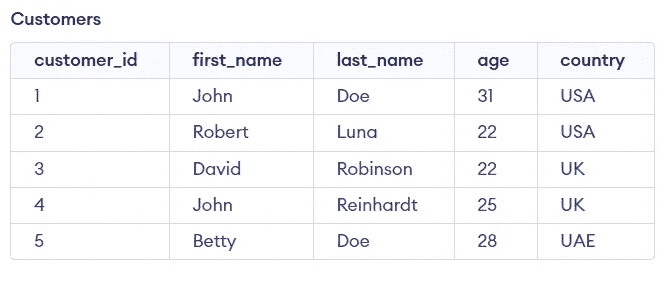 Customers
customer_id first_name last_name age country
1 John Doe 31 USA
2 Robert Luna 22 USA
3 David Robinson 22 UK
4 John Reinhardt 25 UK
5 Betty Doe 28 UAE